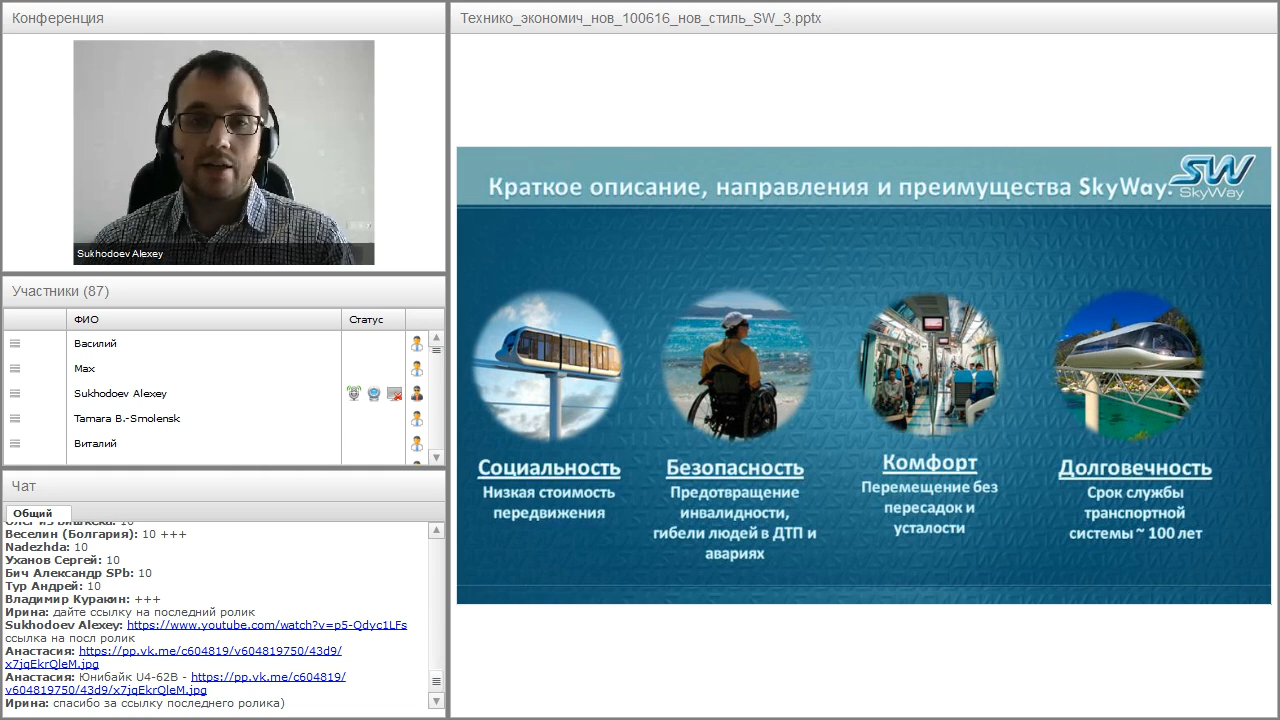 Конференция
Sukhodoev Alexey
Участники (87)
ФИО
Статус
Василий
Max
Sukhodoev Alexey
Tamara B.-Smolensk
Виталий
Чат
Общий
Веселин (Болгария): 10 +++
Nadezhda: 10
Уханов Сергей: 10
Бич Александр SPb: 10
Тур Андрей: 10
Владимир Куракин: +++
Ирина: дайте ссылку на последний ролик
Sukhodoev Alexey: https://www.youtube.com/watch?v=p5-Qdyc1LFs
ссылка на посл ролик
Анастасия: https://pp.vk.me/c604819/v604819750/43d9/
x7jqEkrQleM.jpg
Анастасия: Юнибайк U4-62B - https://pp.vk.me/c604819/
v604819750/43d9/x7jqEkrQleM.jpg
Ирина: спасибо за ссылку последнего ролика)
Технико_экономич_нов_100616_нов_стиль_SW_3.pptx
Краткое описание, направления и преимущества SkyWay.
SW
SkyWay
Социальность
Низкая стоимость
передвижения
Безопасность
Предотвращение
инвалидности,
гибели людей в ДТП и
авариях
Комфорт
Перемещение без
пересадок и
усталости
Долговечность
Срок службы
транспортной
системы ~ 100 лет